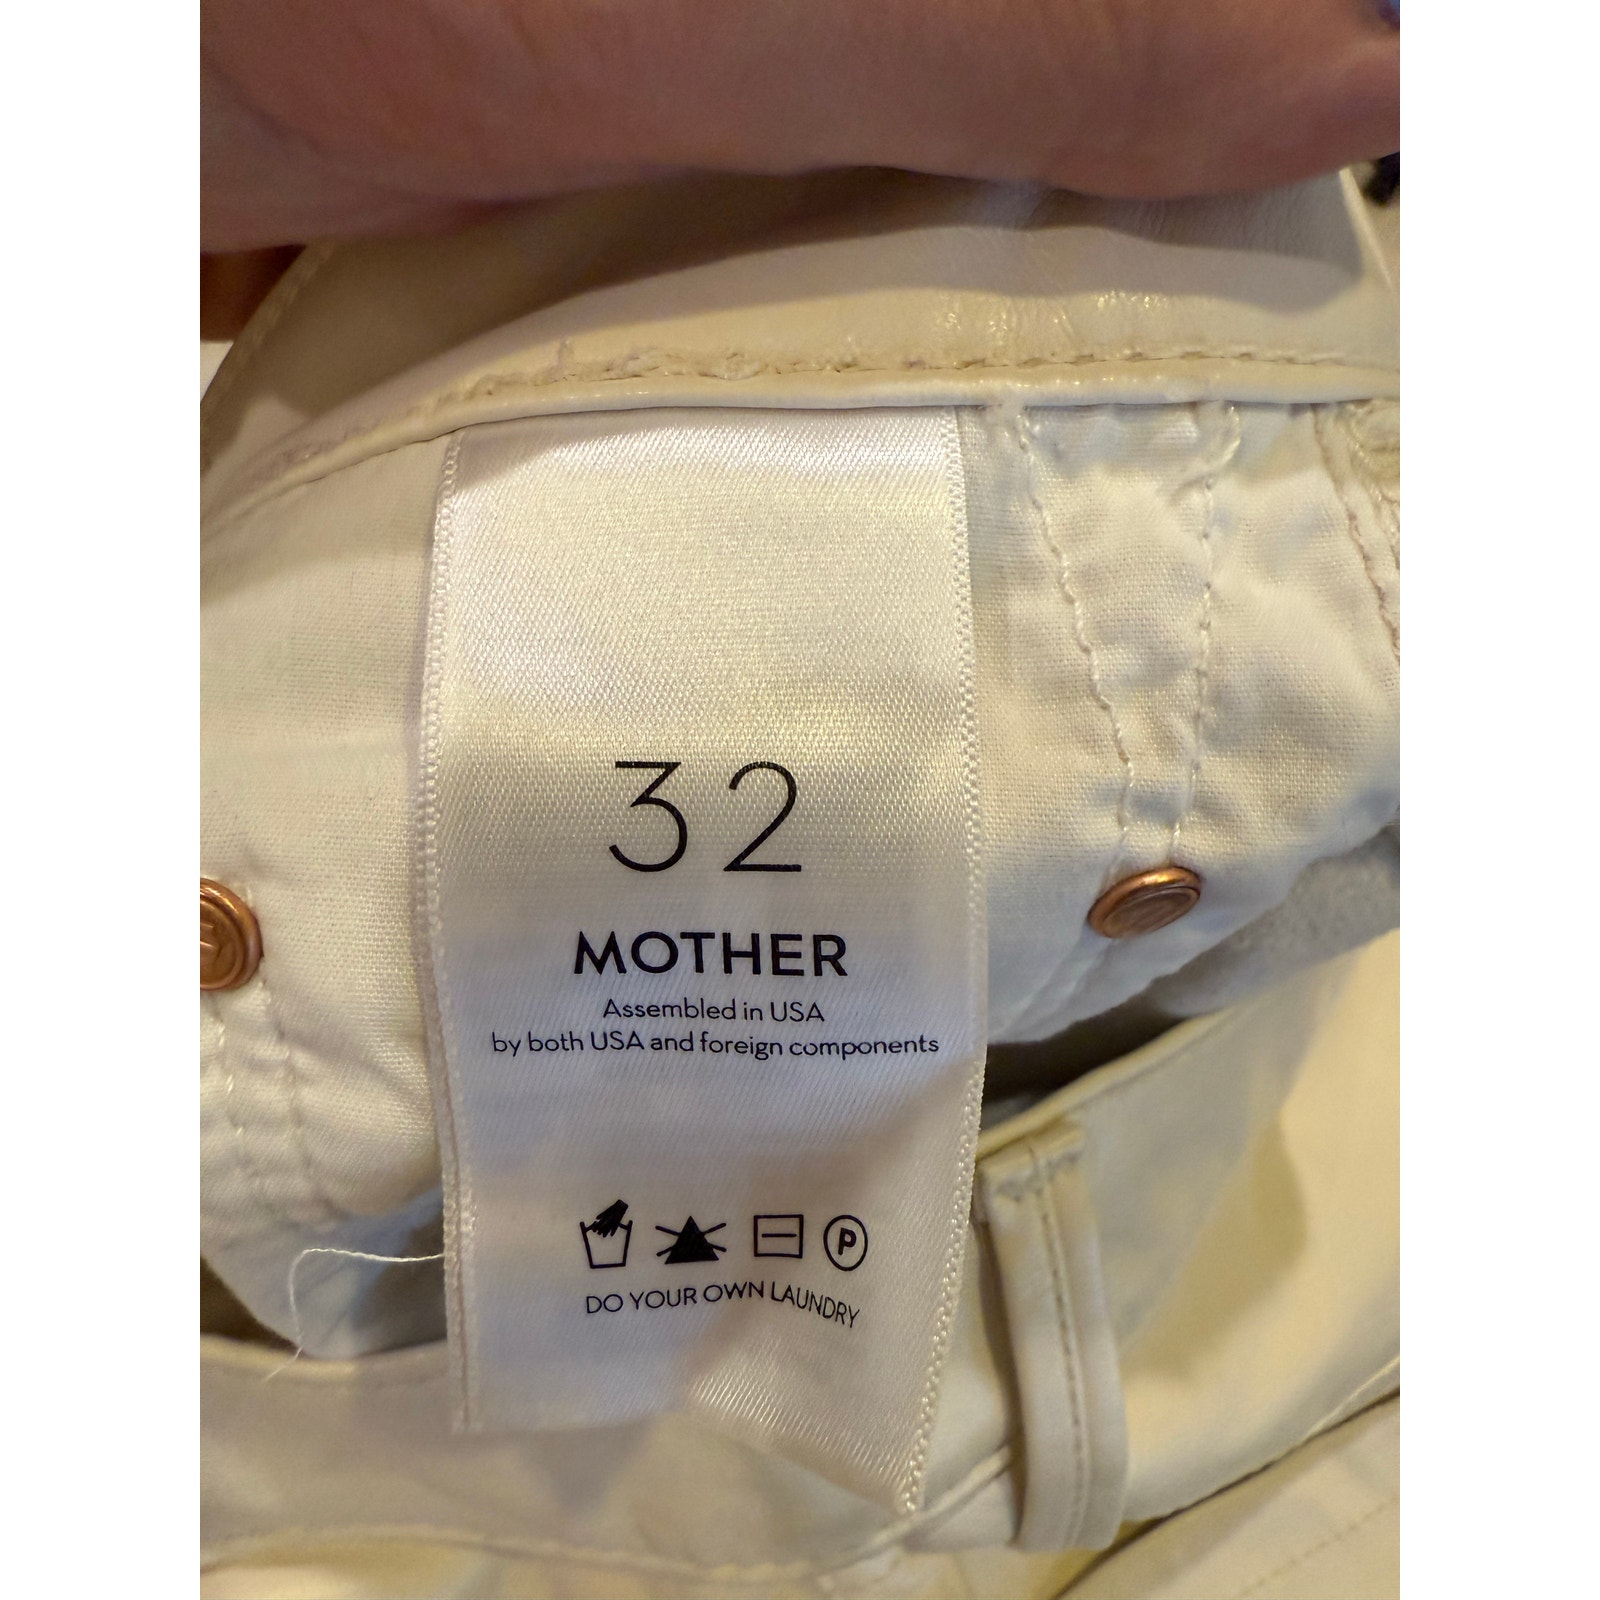 32
MOTHER
Assembled in USA
by both USA and foreign components
P
DO YOUR OWN LAUNDRY